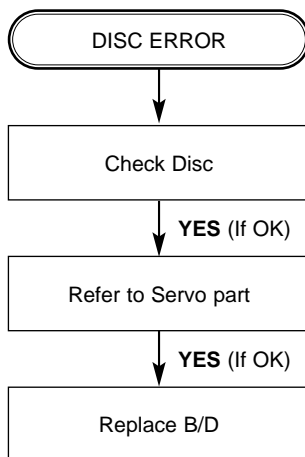 DISC ERROR
Check Disc
YES (If OK)
Refer to Servo part
YES (If OK)
Replace B/D